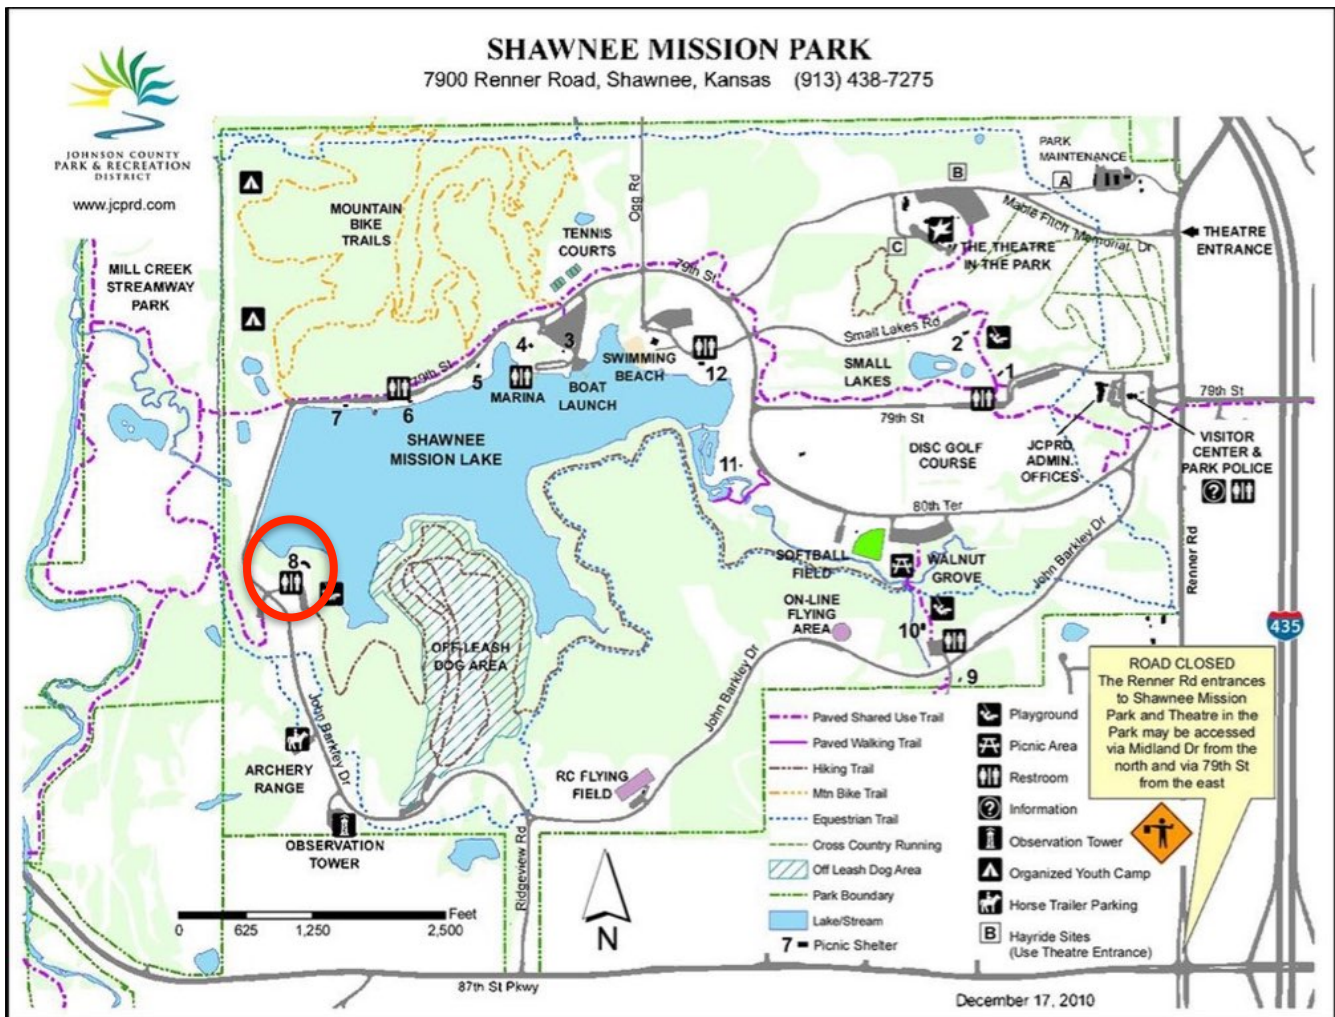 SHAWNEE MISSION PARK
7900 Renner Road, Shawnee, Kansas (913) 438-7275
JOHNSON COUNTY
PARK & RECREATION
DISTRICT
www.jcprd.com
MILL CREEK
STREAMWAY
PARK
MOUNTAIN
BIKE
TRAILS
TENNIS
COURTS
Ogg Rd
79th St
B
A
PARK
MAINTENANCE
Mable Fitch Memorial Dr
C
THE THEATRE
IN THE PARK
THEATRE
ENTRANCE
Small Lakes Rd
2
SMALL
LAKES
1
79th St
3
4
5
6
7
SWIMMING
BEACH
12
MARINA
BOAT
LAUNCH
SHAWNEE
MISSION LAKE
79th St
DISC GOLF
COURSE
JCPRD
ADMIN.
OFFICES
79th St
VISITOR
CENTER &
PARK POLICE
11
80th Ter
8
SOFTBALL
FIELD
WALNUT
GROVE
John Barkley Dr
Renner Rd
ON-LINE
FLYING
AREA
10
9
435
OFF-LEASH
DOG AREA
John Barkley Dr
John Barkley Dr
ARCHERY
RANGE
RC FLYING
FIELD
OBSERVATION
TOWER
Ridgeview Rd
ROAD CLOSED
The Renner Rd entrances
to Shawnee Mission
Park and Theatre in the
Park may be accessed
via Midland Dr from the
north and via 79th St
from the east
Paved Shared Use Trail
Paved Walking Trail
Hiking Trail
Mtn Bike Trail
Equestrian Trail
Cross Country Running
Off Leash Dog Area
Park Boundary
Lake/Stream
7 Picnic Shelter
Playground
Picnic Area
Restroom
Information
Observation Tower
Organized Youth Camp
Horse Trailer Parking
B Hayride Sites
(Use Theatre Entrance)
Feet
0 625 1,250 2,500
N
87th St Pkwy
December 17, 2010